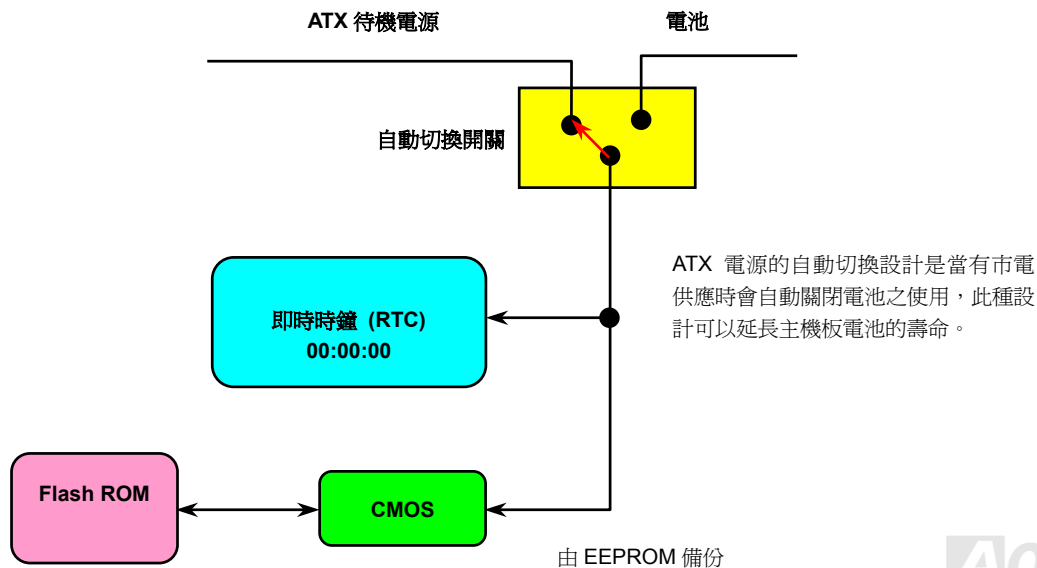 ATX 待機電源
電池
自動切換開關
ATX 電源的自動切換設計是當有市電
供應時會自動關閉電池之使用，此種設
計可以延長主機板電池的壽命。
即時時鐘 (RTC)
00:00:00
Flash ROM
CMOS
由 EEPROM 備份